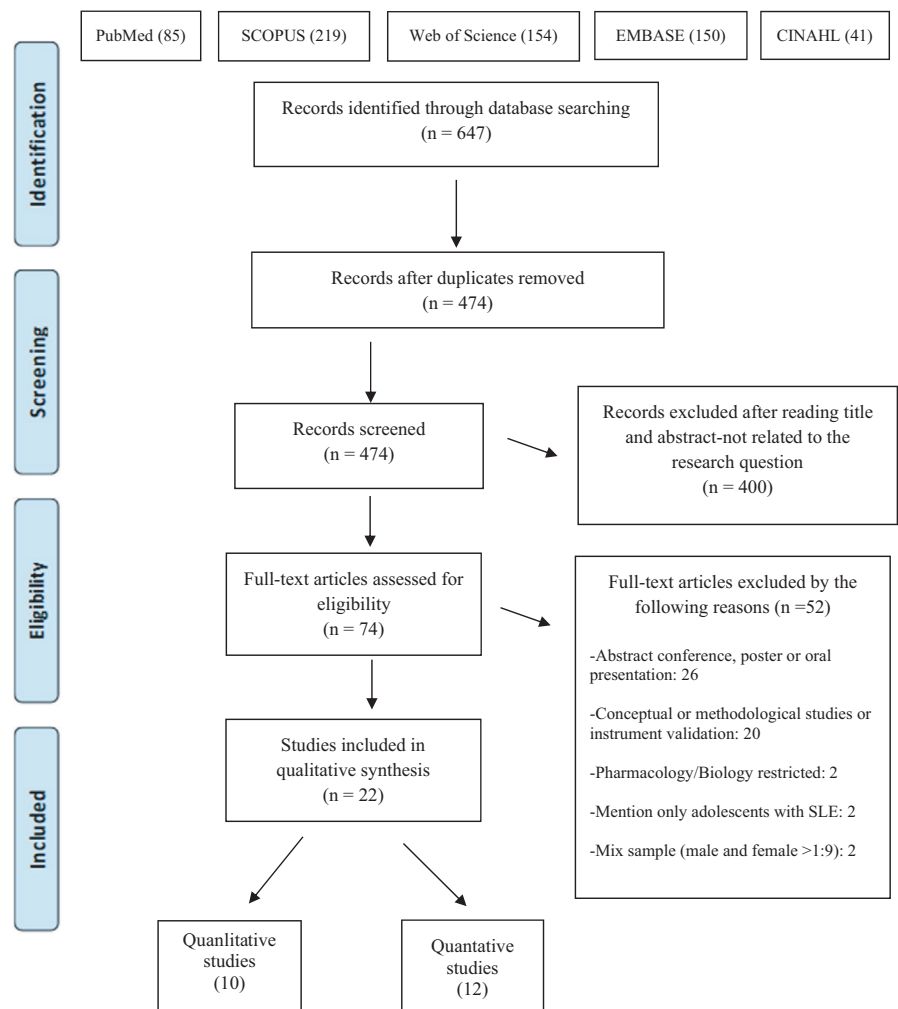 PubMed (85)
SCOPUS (219)
Web of Science (154)
EMBASE (150)
CINAHL (41)
Identification
Records identified through database searching
(n = 647)
Records after duplicates removed
(n = 474)
Screening
Records screened
(n = 474)
Records excluded after reading title
and abstract-not related to the
research question
(n = 400)
Eligibility
Full-text articles assessed for
eligibility
(n = 74)
Full-text articles excluded by the
following reasons (n =52)
-Abstract conference, poster or oral
presentation: 26
-Conceptual or methodological studies or
instrument validation: 20
-Pharmacology/Biology restricted: 2
-Mention only adolescents with SLE: 2
-Mix sample (male and female >1:9): 2
Included
Studies included in
qualitative synthesis
(n = 22)
Quanlitative
studies
(10)
Quantative
studies
(12)